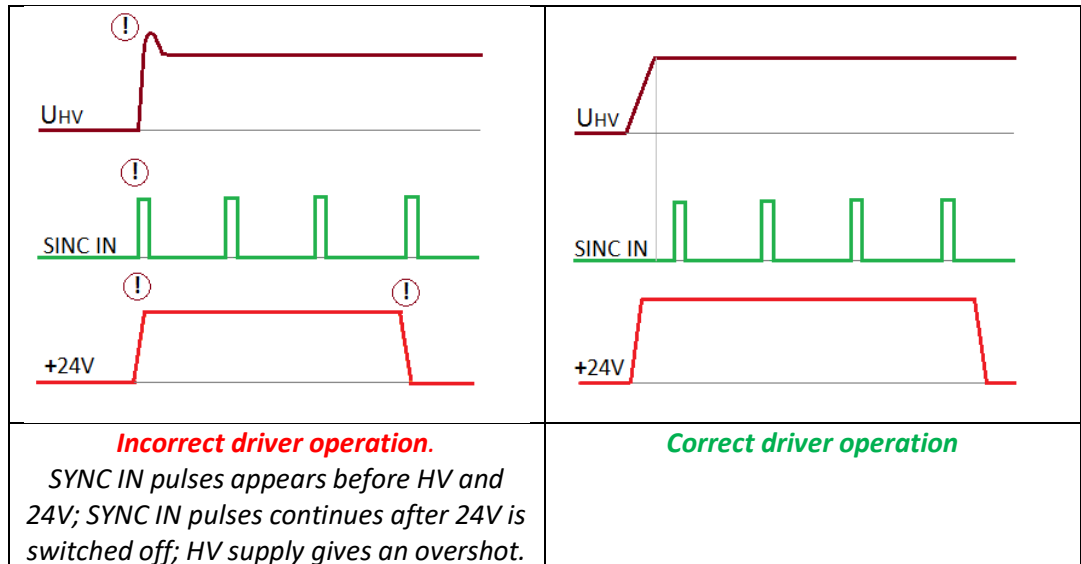 !
UHV
!
SINC IN
!
!
+24V
UHV
SINC IN
+24V
Incorrect driver operation.
SYNC IN pulses appears before HV and
24V; SYNC IN pulses continues after 24V is
switched off; HV supply gives an overshot.
Correct driver operation